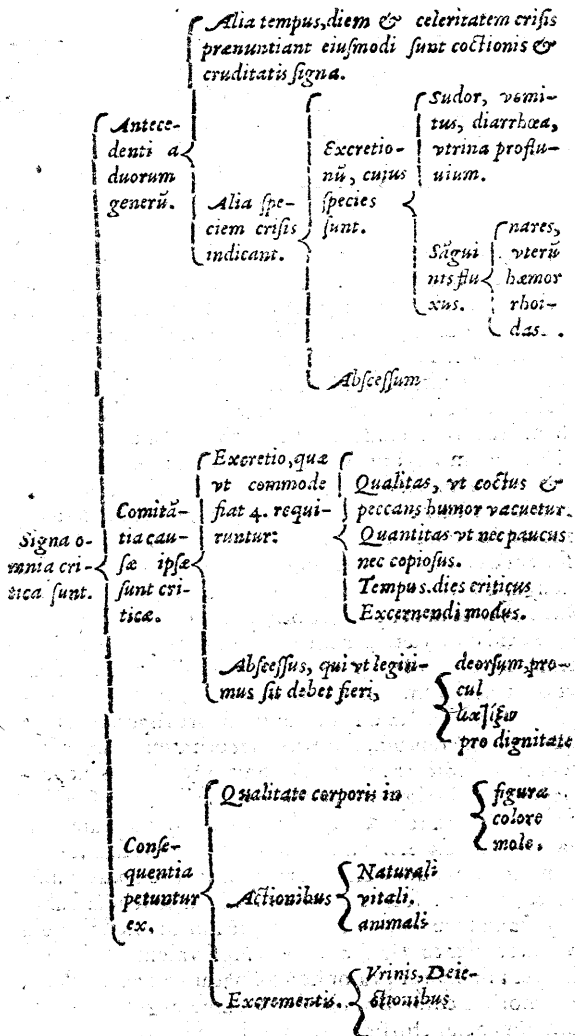 Alia tempus, diem & celeritatem crisis
prænuntiant eiusmodi sunt coctionis &
cruditatis signa.
Antece-
denti a
duorum
generũ.
Alia spe-
ciem crisis
indicant.
Excretio-
nũ, cuius
species
sunt.
Sudor, vomi-
tus, diarrhœa,
vtrina proflu-
uium.
Sãgui
nis flu
xus.
nares,
vterũ
hæmor
rhoi-
das.
Abscessum
Signa o-
mnia cri-
tica sunt.
Comitã-
tia cau-
sæ ipsæ
sunt cri-
ticæ.
Excretio, quæ
vt commode
fiat 4. requi-
runtur:
Qualitas, vt coctus &
peccans humor vacuetur.
Quantitas vt nec paucus
nec copiosus.
Tempus. dies criticus
Excernendi modus.
Abscessus, qui vt legiti-
mus sit debet fieri,
deorsum, pro-
cul
pro dignitate
Conse-
quentia
petuntur
ex.
Qualitate corporis in
figura
colore
mole.
Actionibus
Naturali
vitali,
animali
Excrementis.
Vrinis, Deie-
ctionibus